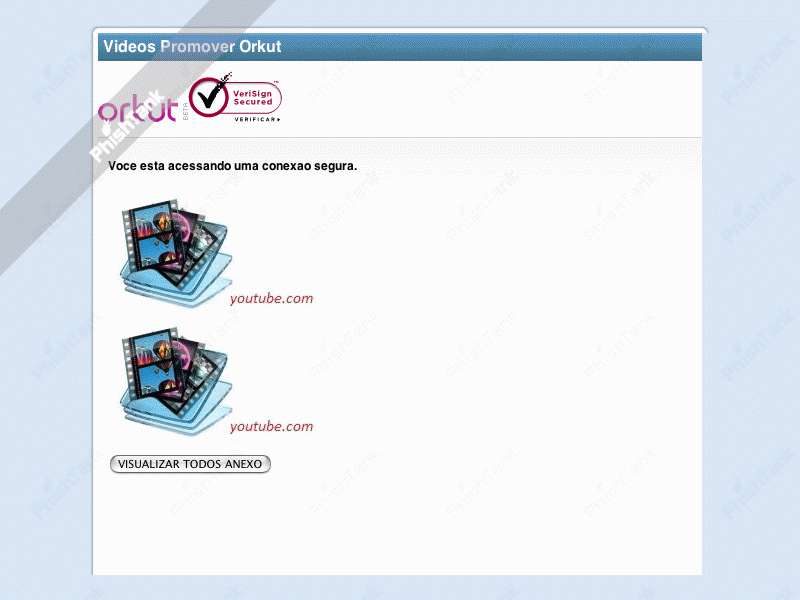 Videos Promover Orkut
orkut
BETA
VeriSign
Secured
™
VERIFICAR
PhishTank
Voce esta acessando uma conexao segura.
youtube.com
youtube.com
VISUALIZAR TODOS ANEXO